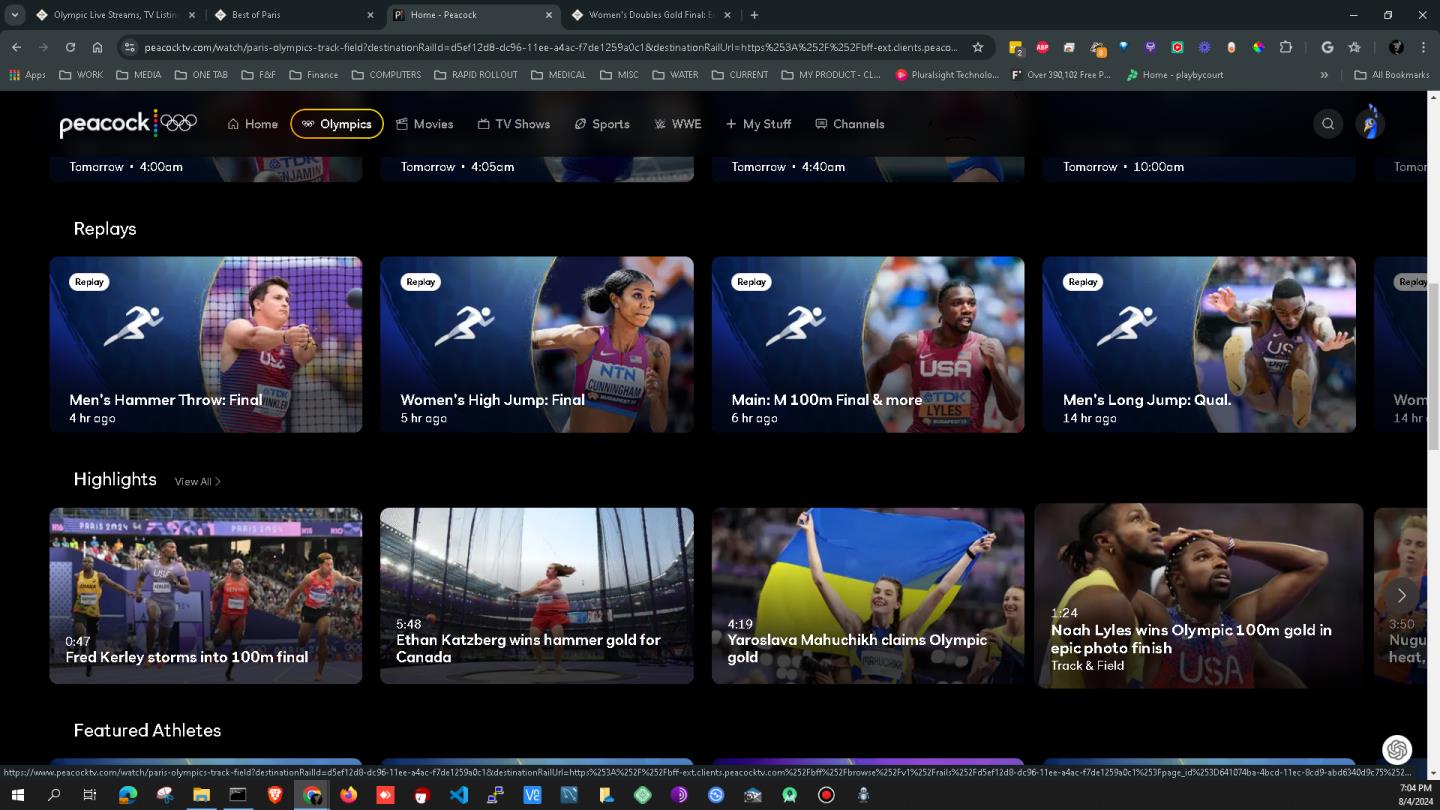 Olympic Live Streams, TV Listin
Best of Paris
Home - Peacock
Women's Doubles Gold Final: E
peacocktv.com/watch/paris-olympics-track-field?destinationRailId=d5ef12d8-dc96-11ee-a4ac-f7de1259a0c1&destinationRailUrl=https%253A%252F%252Fbff-ext.clients.peaco...
Apps
WORK
MEDIA
ONE TAB
F&F
Finance
COMPUTERS
RAPID ROLLOUT
MEDICAL
MISC
WATER
CURRENT
MY PRODUCT - CL...
Pluralsight Technolo...
Over 390,102 Free P...
Home - playbycourt
All Bookmarks
peacock
Home
Olympics
Movies
TV Shows
Sports
WWE
My Stuff
Channels
Tomorrow • 4:00am
Tomorrow • 4:05am
Tomorrow • 4:40am
Tomorrow • 10:00am
Tomor
Replays
Replay
Men's Hammer Throw: Final
4 hr ago
Replay
NTN
CUNNINGHAM
Women's High Jump: Final
5 hr ago
Replay
USA
TDK
LYLES
Main: M 100m Final & more
6 hr ago
Replay
Men's Long Jump: Qual.
14 hr ago
Replay
Wom
14 hr
Highlights
View All
PARIS 2024
0:47
Fred Kerley storms into 100m final
5:48
Ethan Katzberg wins hammer gold for
Canada
4:19
Yaroslava Mahuchikh claims Olympic
gold
1:24
Noah Lyles wins Olympic 100m gold in
epic photo finish
Track & Field
USA
3:50
Nugu
heat,
Featured Athletes
https://www.peacocktv.com/watch/paris-olympics-track-field?destinationRailId=d5ef12d8-dc96-11ee-a4ac-f7de1259a0c1&destinationRailUrl=https%253A%252F%252Fbff-ext.clients.peacocktv.com%252Fbff%252Fbrowse%252Fv1%252Frails%252Fd5ef12d8-dc96-11ee-a4ac-f7de1259a0c1%253Fpage_id%253D641074ba-4bcd-11ec-8cd9-abd6340d9c75%252...
7:04 PM
8/4/2024